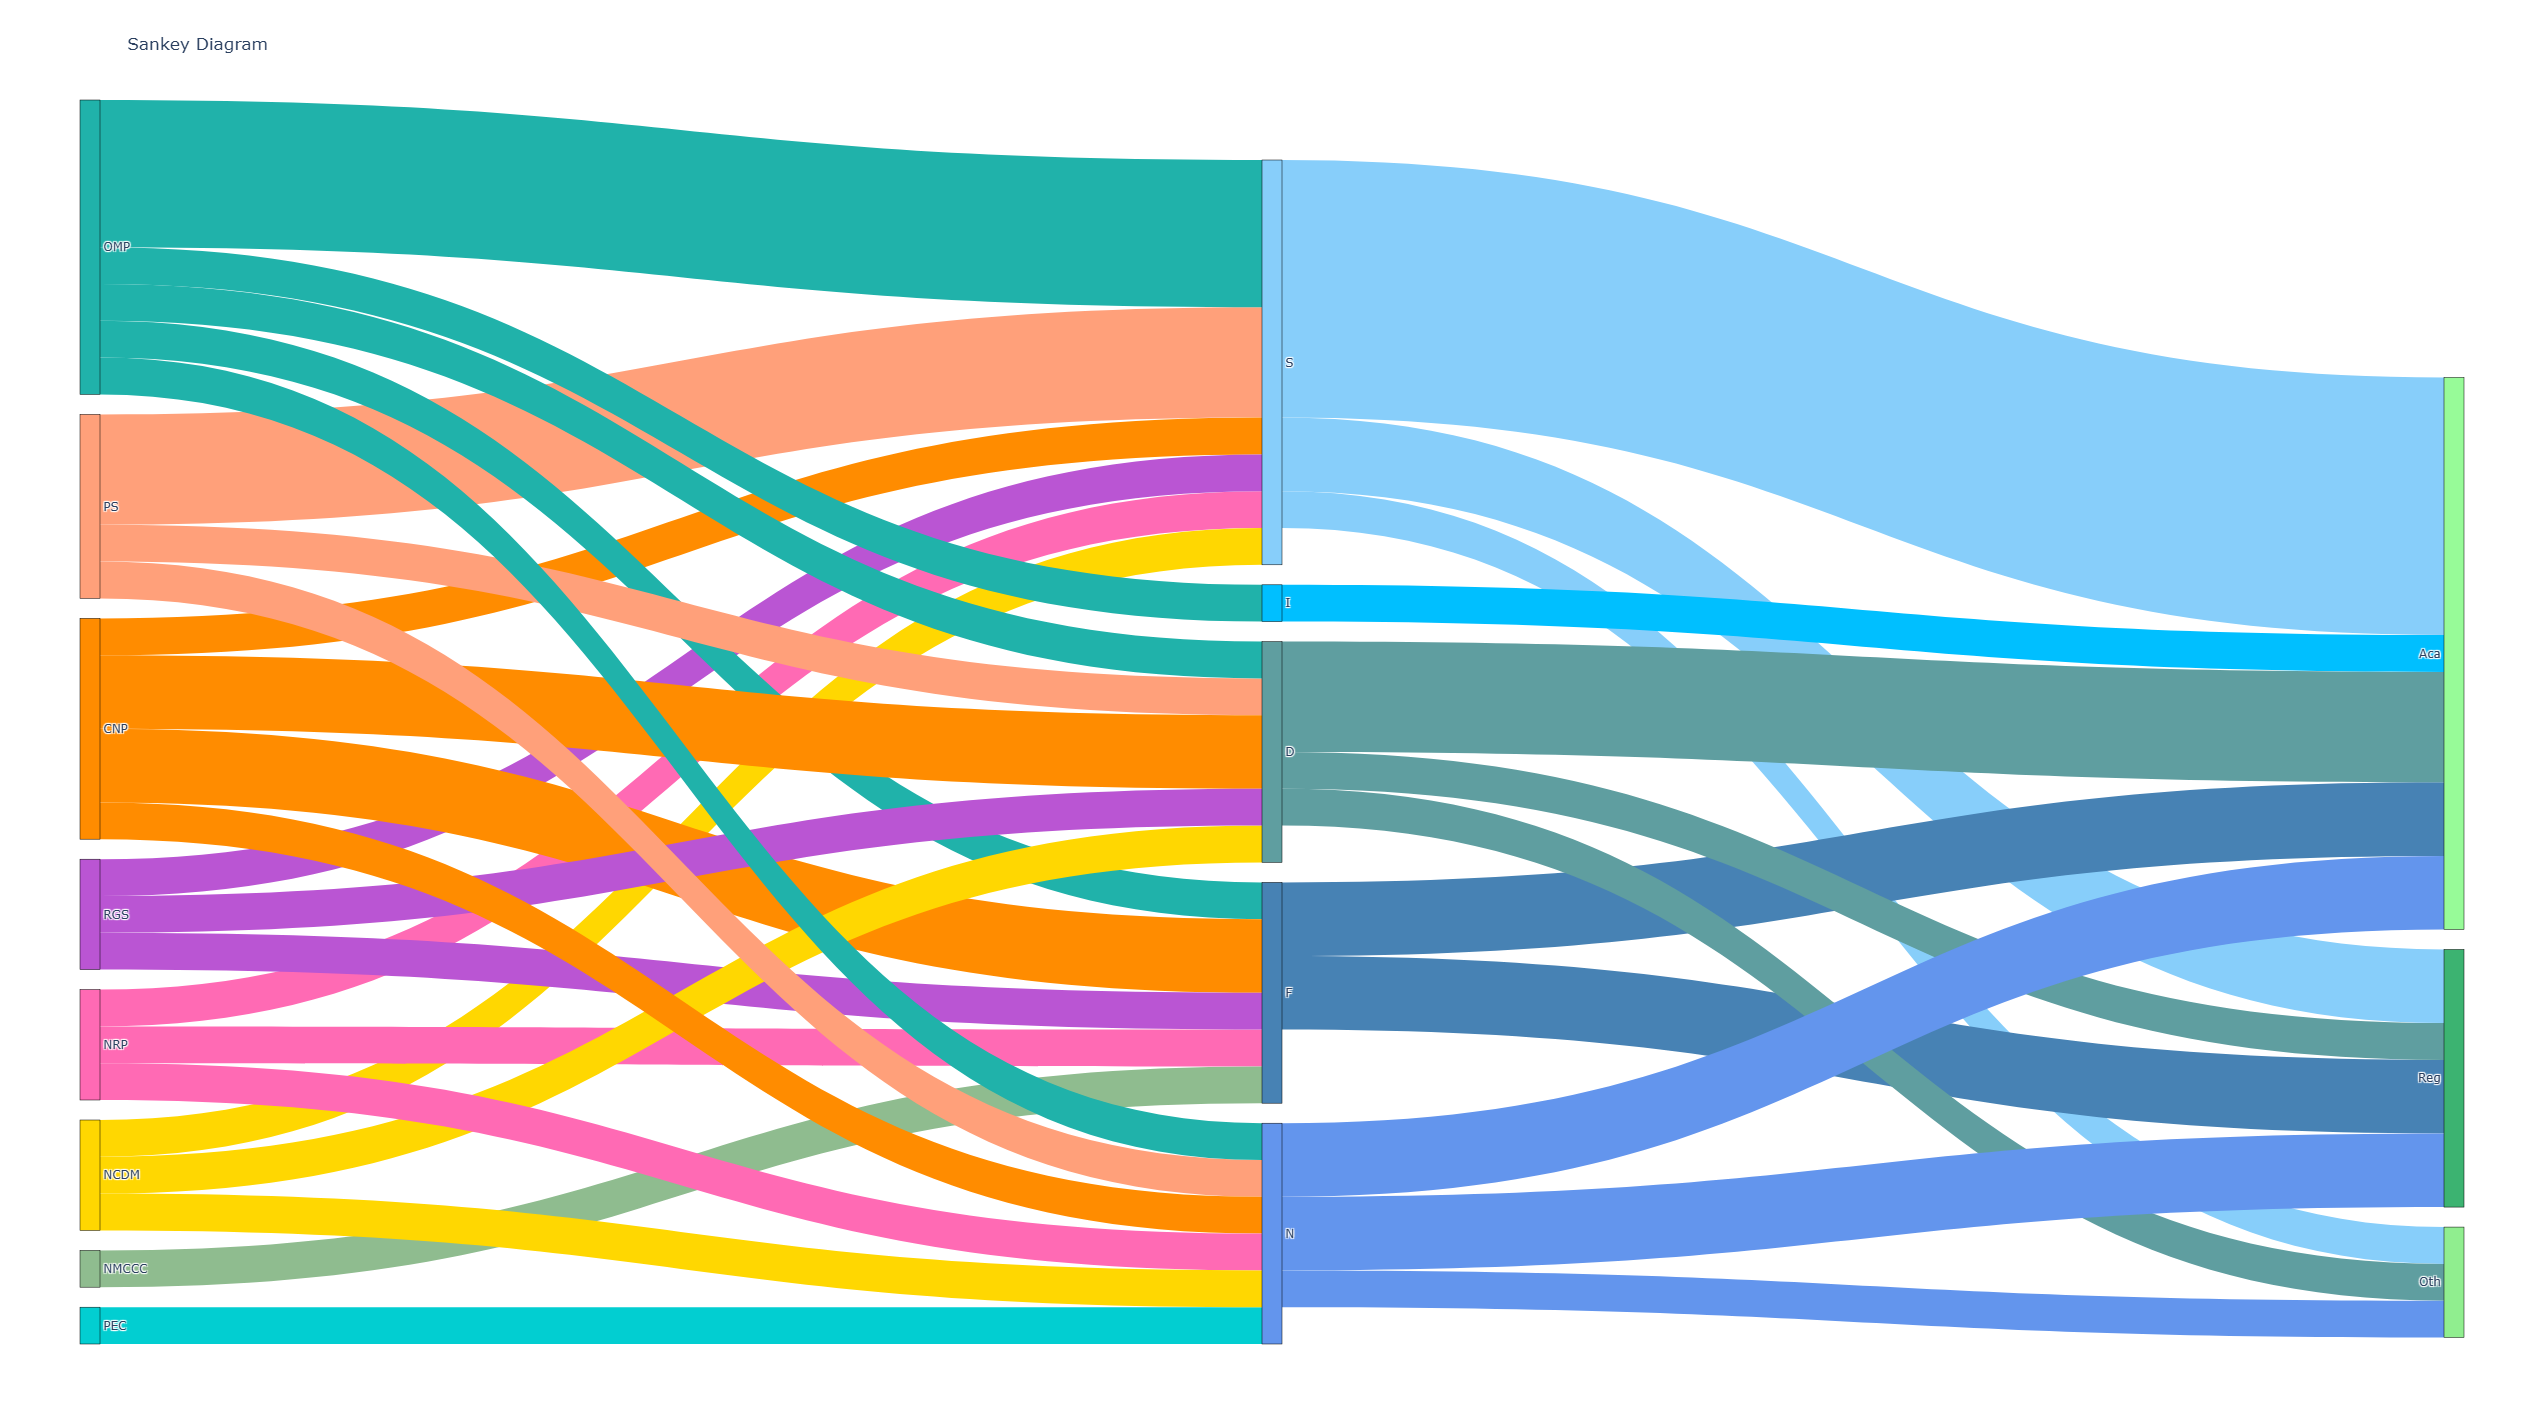 Sankey Diagram
OMP
PS
CNP
RGS
NRP
NCDM
NMCCC
PEC
S
I
D
F
N
Aca
Reg
Oth